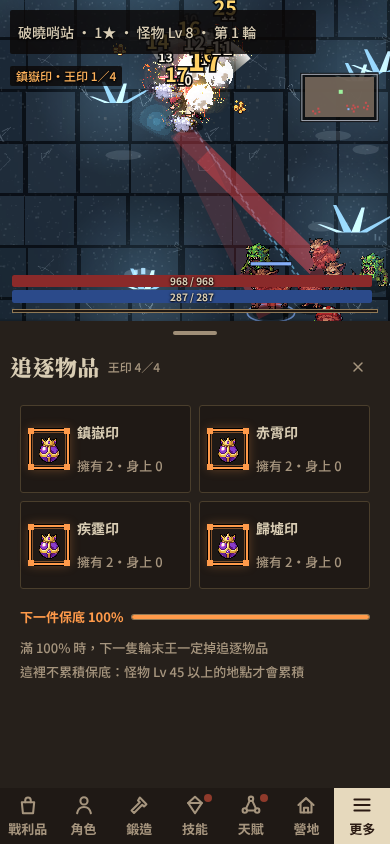 25
破曉哨站 • 1★ • 怪物 Lv 8 • 第 1 輪
鎮嶽印・王印 1／4
968 / 968
287 / 287
追逐物品 王印 4／4
鎮嶽印
擁有 2・身上 0
赤霄印
擁有 2・身上 0
疾霆印
擁有 2・身上 0
歸墟印
擁有 2・身上 0
下一件保底 100%
滿 100% 時，下一隻輪末王一定掉追逐物品
這裡不累積保底：怪物 Lv 45 以上的地點才會累積
戰利品 角色 鍛造 技能 天賦 營地 更多